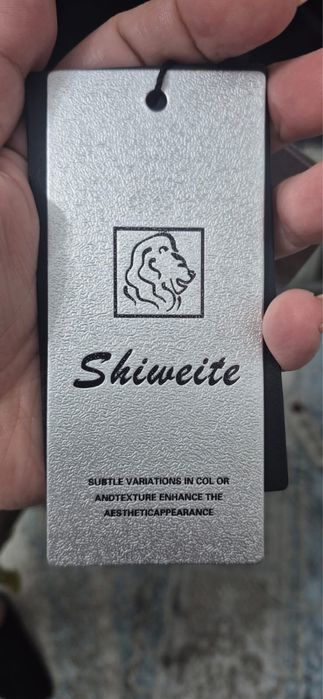 Shiweite
SUBTLE VARIATIONS IN COL OR
ANDTEXTURE ENHANCE THE
AESTHETICAPPEARANCE